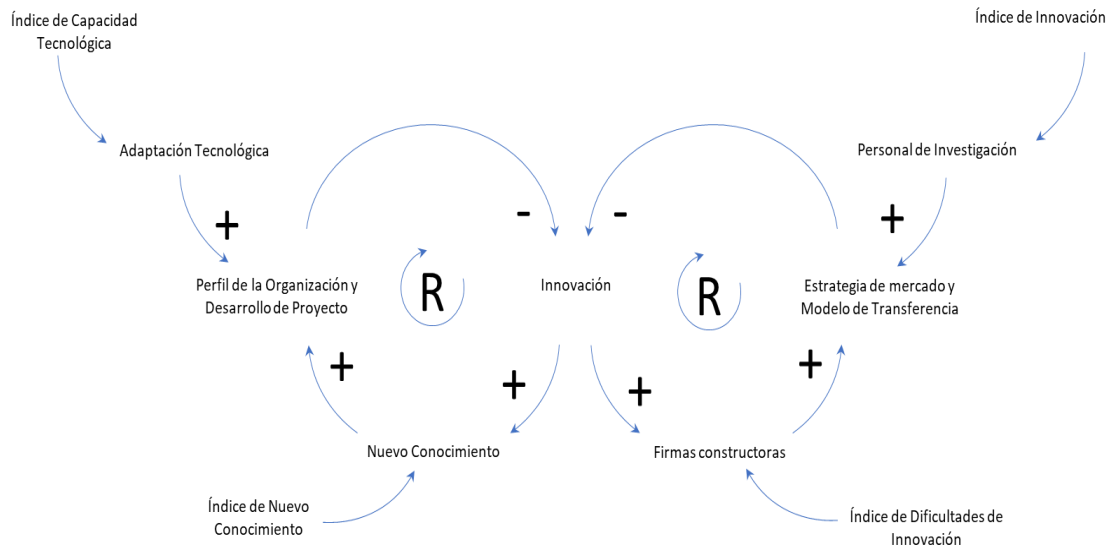 Índice de Capacidad
Tecnológica
Índice de Innovación
Adaptación Tecnológica
Personal de Investigación
+
-
-
+
Perfil de la Organización y
Desarrollo de Proyecto
R
Innovación
R
Estrategia de mercado y
Modelo de Transferencia
+
+
+
+
Nuevo Conocimiento
Firmas constructoras
Índice de Nuevo
Conocimiento
Índice de Dificultades de
Innovación